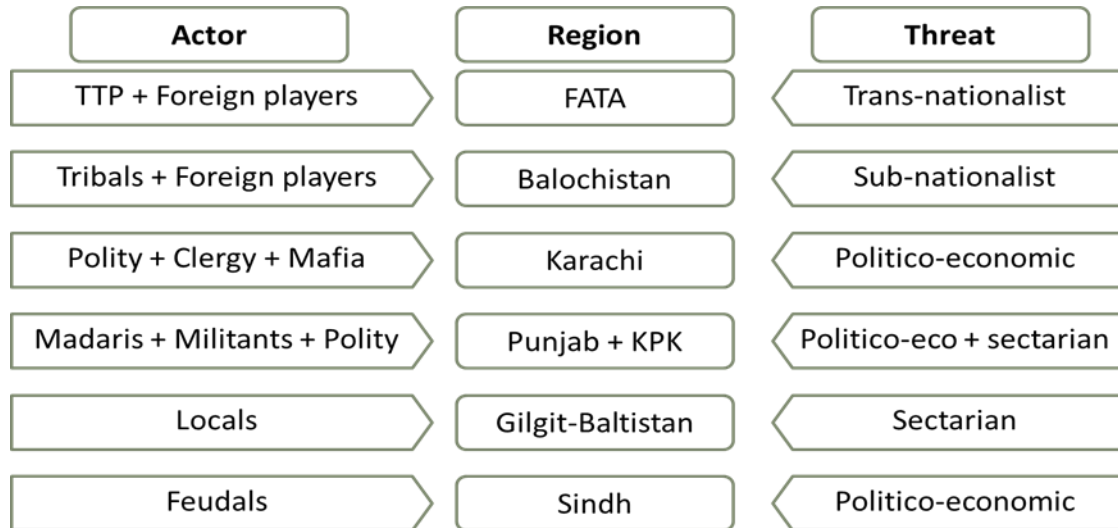 Actor Region Threat
TTP + Foreign players FATA Trans-nationalist
Tribals + Foreign players Balochistan Sub-nationalist
Polity + Clergy + Mafia Karachi Politico-economic
Madaris + Militants + Polity Punjab + KPK Politico-eco + sectarian
Locals Gilgit-Baltistan Sectarian
Feudals Sindh Politico-economic